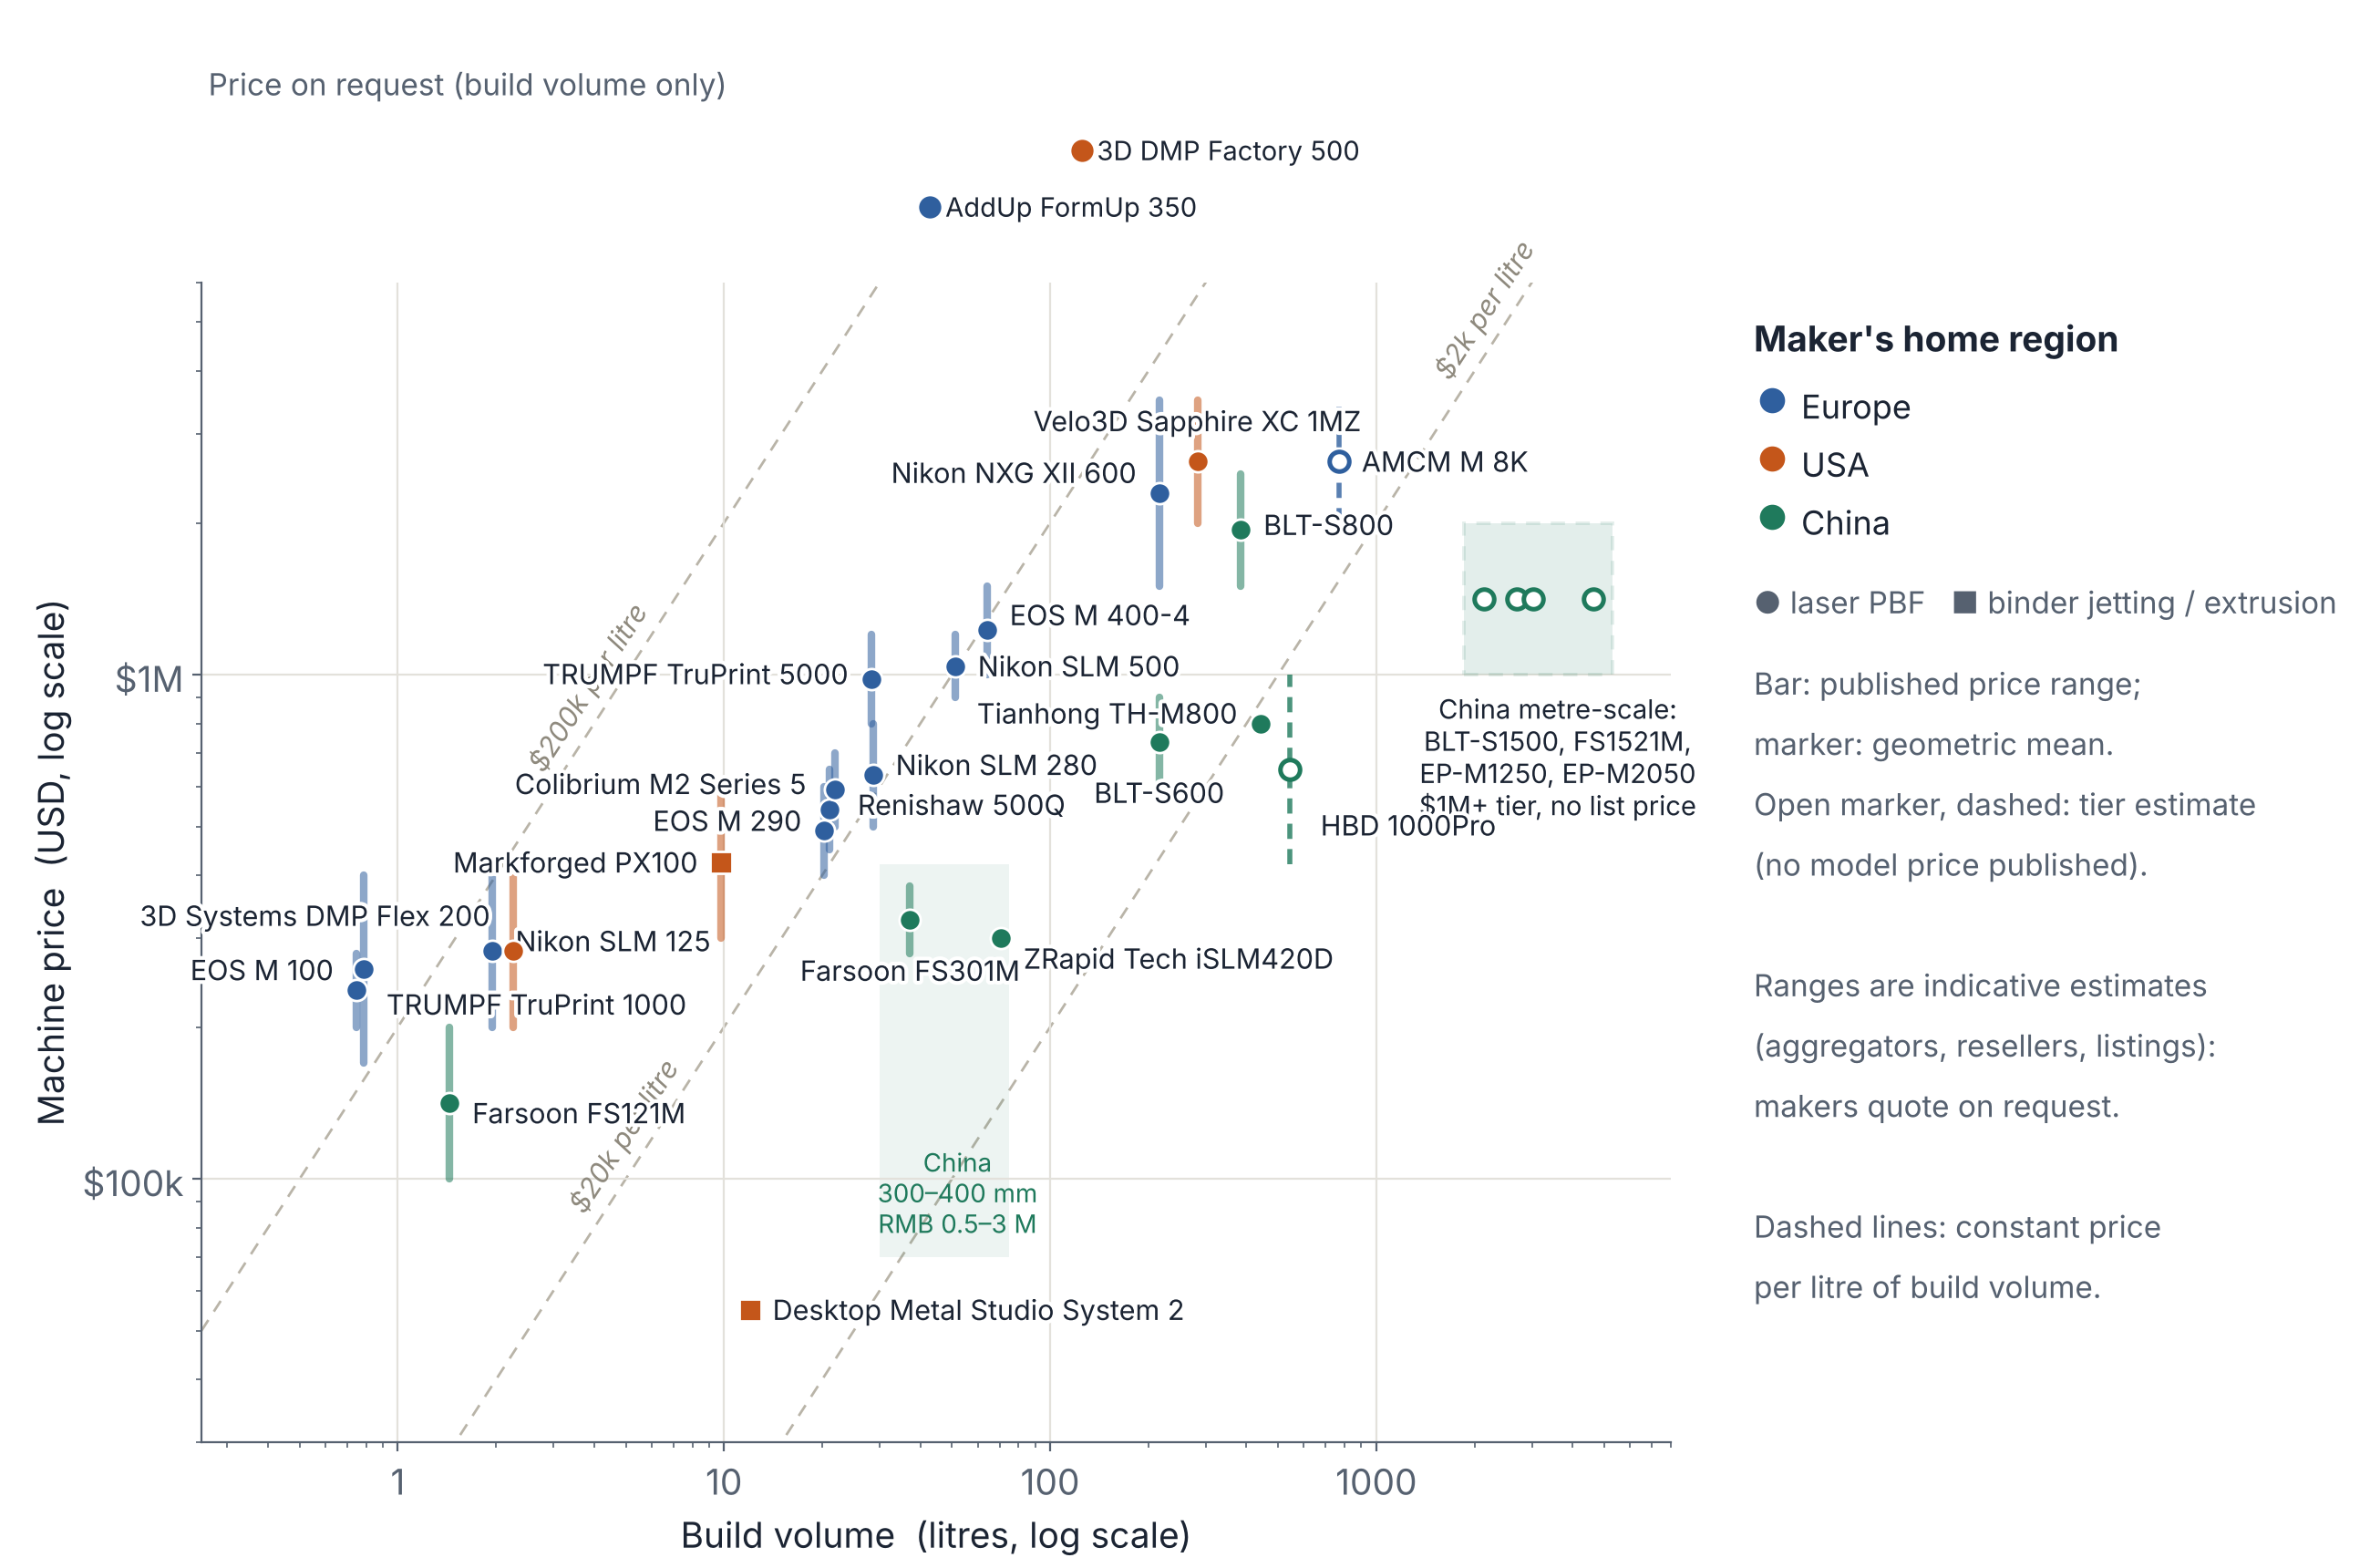 Price on request (build volume only)
3D DMP Factory 500
AddUp FormUp 350
$2k per litre
Maker's home region
Europe
USA
China
laser PBF
binder jetting / extrusion
Bar: published price range;
marker: geometric mean.
Open marker, dashed: tier estimate
(no model price published).
Ranges are indicative estimates
(aggregators, resellers, listings):
makers quote on request.
Dashed lines: constant price
per litre of build volume.
Velo3D Sapphire XC 1MZ
AMCM M 8K
Nikon NXG XII 600
BLT-S800
EOS M 400-4
$200k per litre
TRUMPF TruPrint 5000
Nikon SLM 500
Tianhong TH-M800
China metre-scale:
BLT-S1500, FS1521M,
EP-M1250, EP-M2050
$1M+ tier, no list price
Nikon SLM 280
Colibrium M2 Series 5
BLT-S600
Renishaw 500Q
EOS M 290
HBD 1000Pro
Markforged PX100
3D Systems DMP Flex 200
Nikon SLM 125
ZRapid Tech iSLM420D
EOS M 100
Farsoon FS301M
TRUMPF TruPrint 1000
Farsoon FS121M
$20k per litre
China
300–400 mm
RMB 0.5–3 M
Desktop Metal Studio System 2
Machine price (USD, log scale)
$1M
$100k
1
10
100
1000
Build volume (litres, log scale)